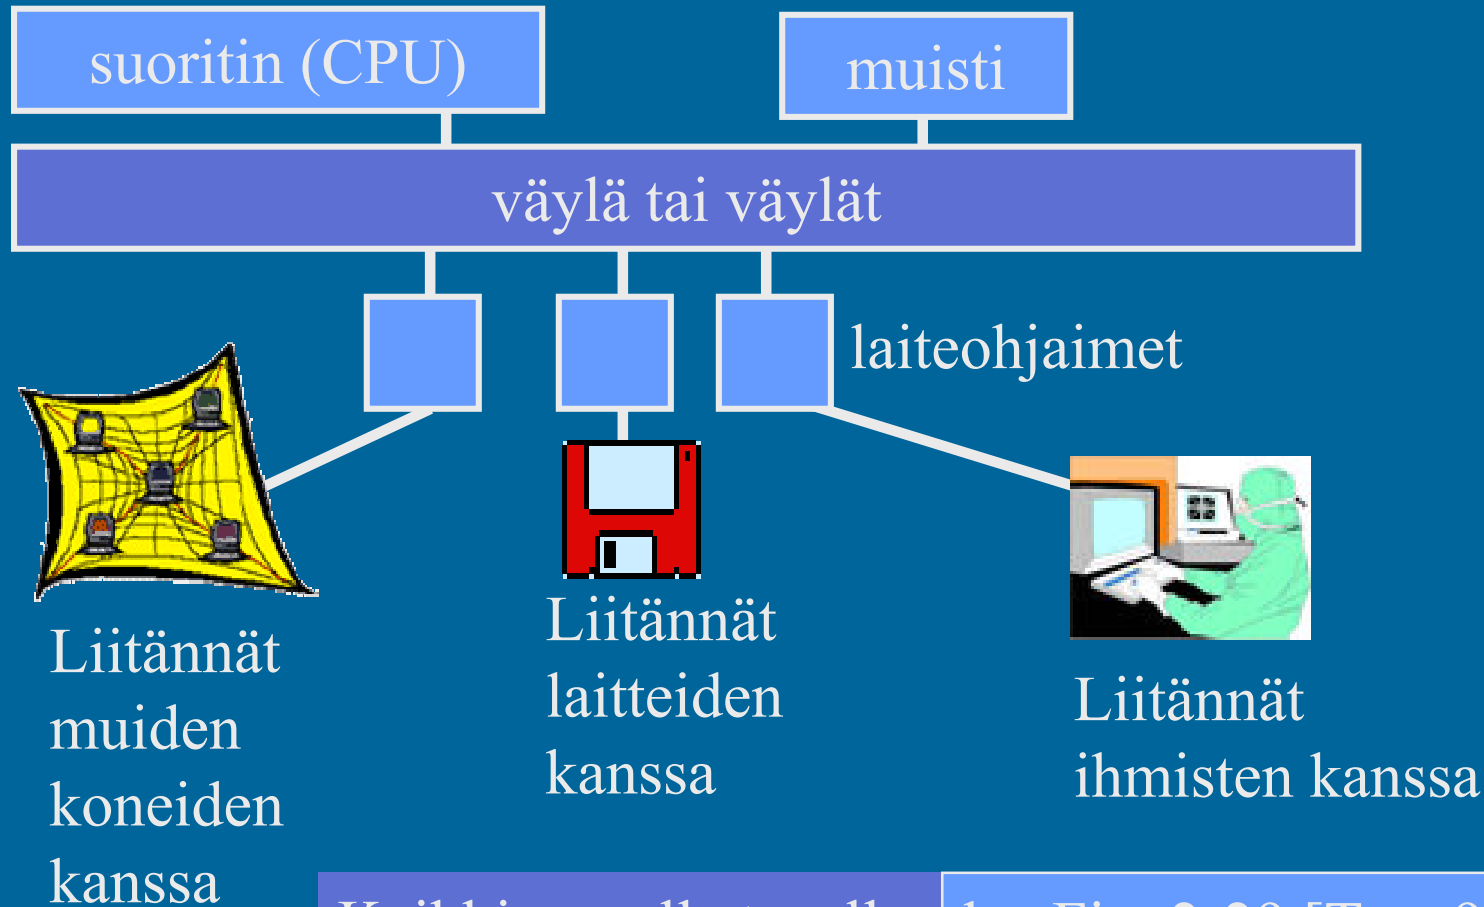 suoritin (CPU)
muisti
väylä tai väylät
laiteohjaimet
Liitännät
muiden
koneiden
kanssa
Liitännät
laitteiden
kanssa
Liitännät
ihmisten kanssa